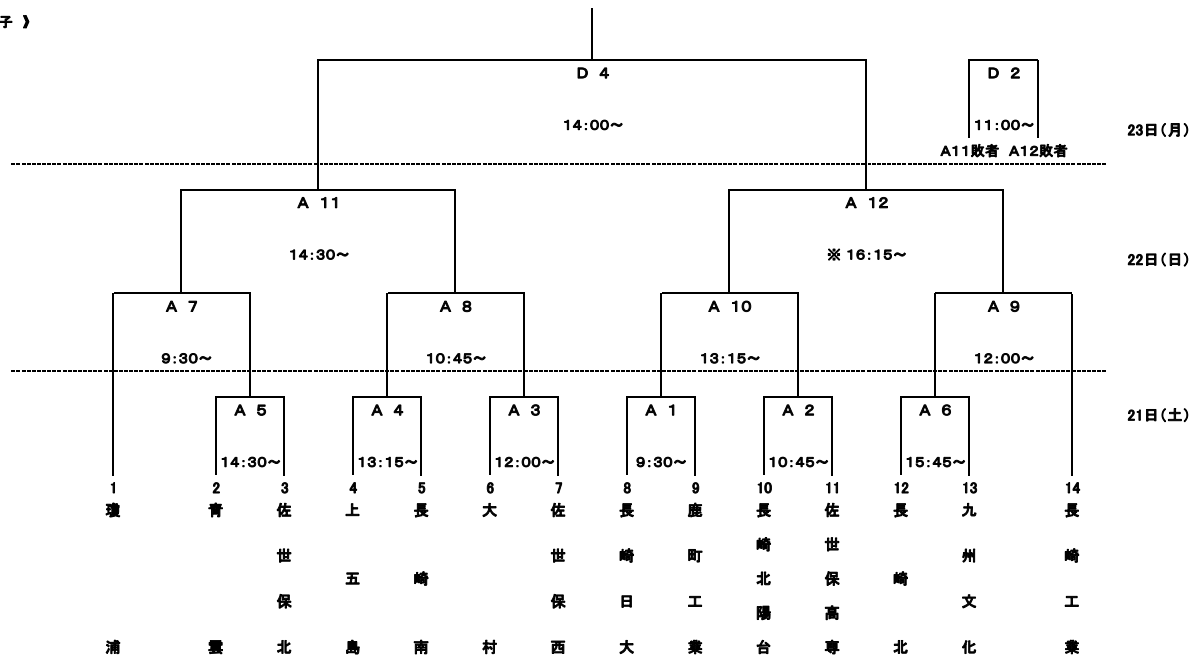 子 》
D 4
D 2
14:00～
11:00～
23日(月)
A11敗者 A12敗者
A 11
A 12
14:30～
※ 16:15～
22日(日)
A 7
A 8
A 10
A 9
9:30～
10:45～
13:15～
12:00～
A 5
A 4
A 3
A 1
A 2
A 6
21日(土)
14:30～
13:15～
12:00～
9:30～
10:45～
15:45～
1
瓊浦
2
青雲
3
佐世保北
4
上五島
5
長崎南
6
大村
7
佐世保西
8
長崎日大
9
鹿町工業
10
長崎北陽台
11
佐世保高専
12
長崎北
13
九州文化
14
長崎工業